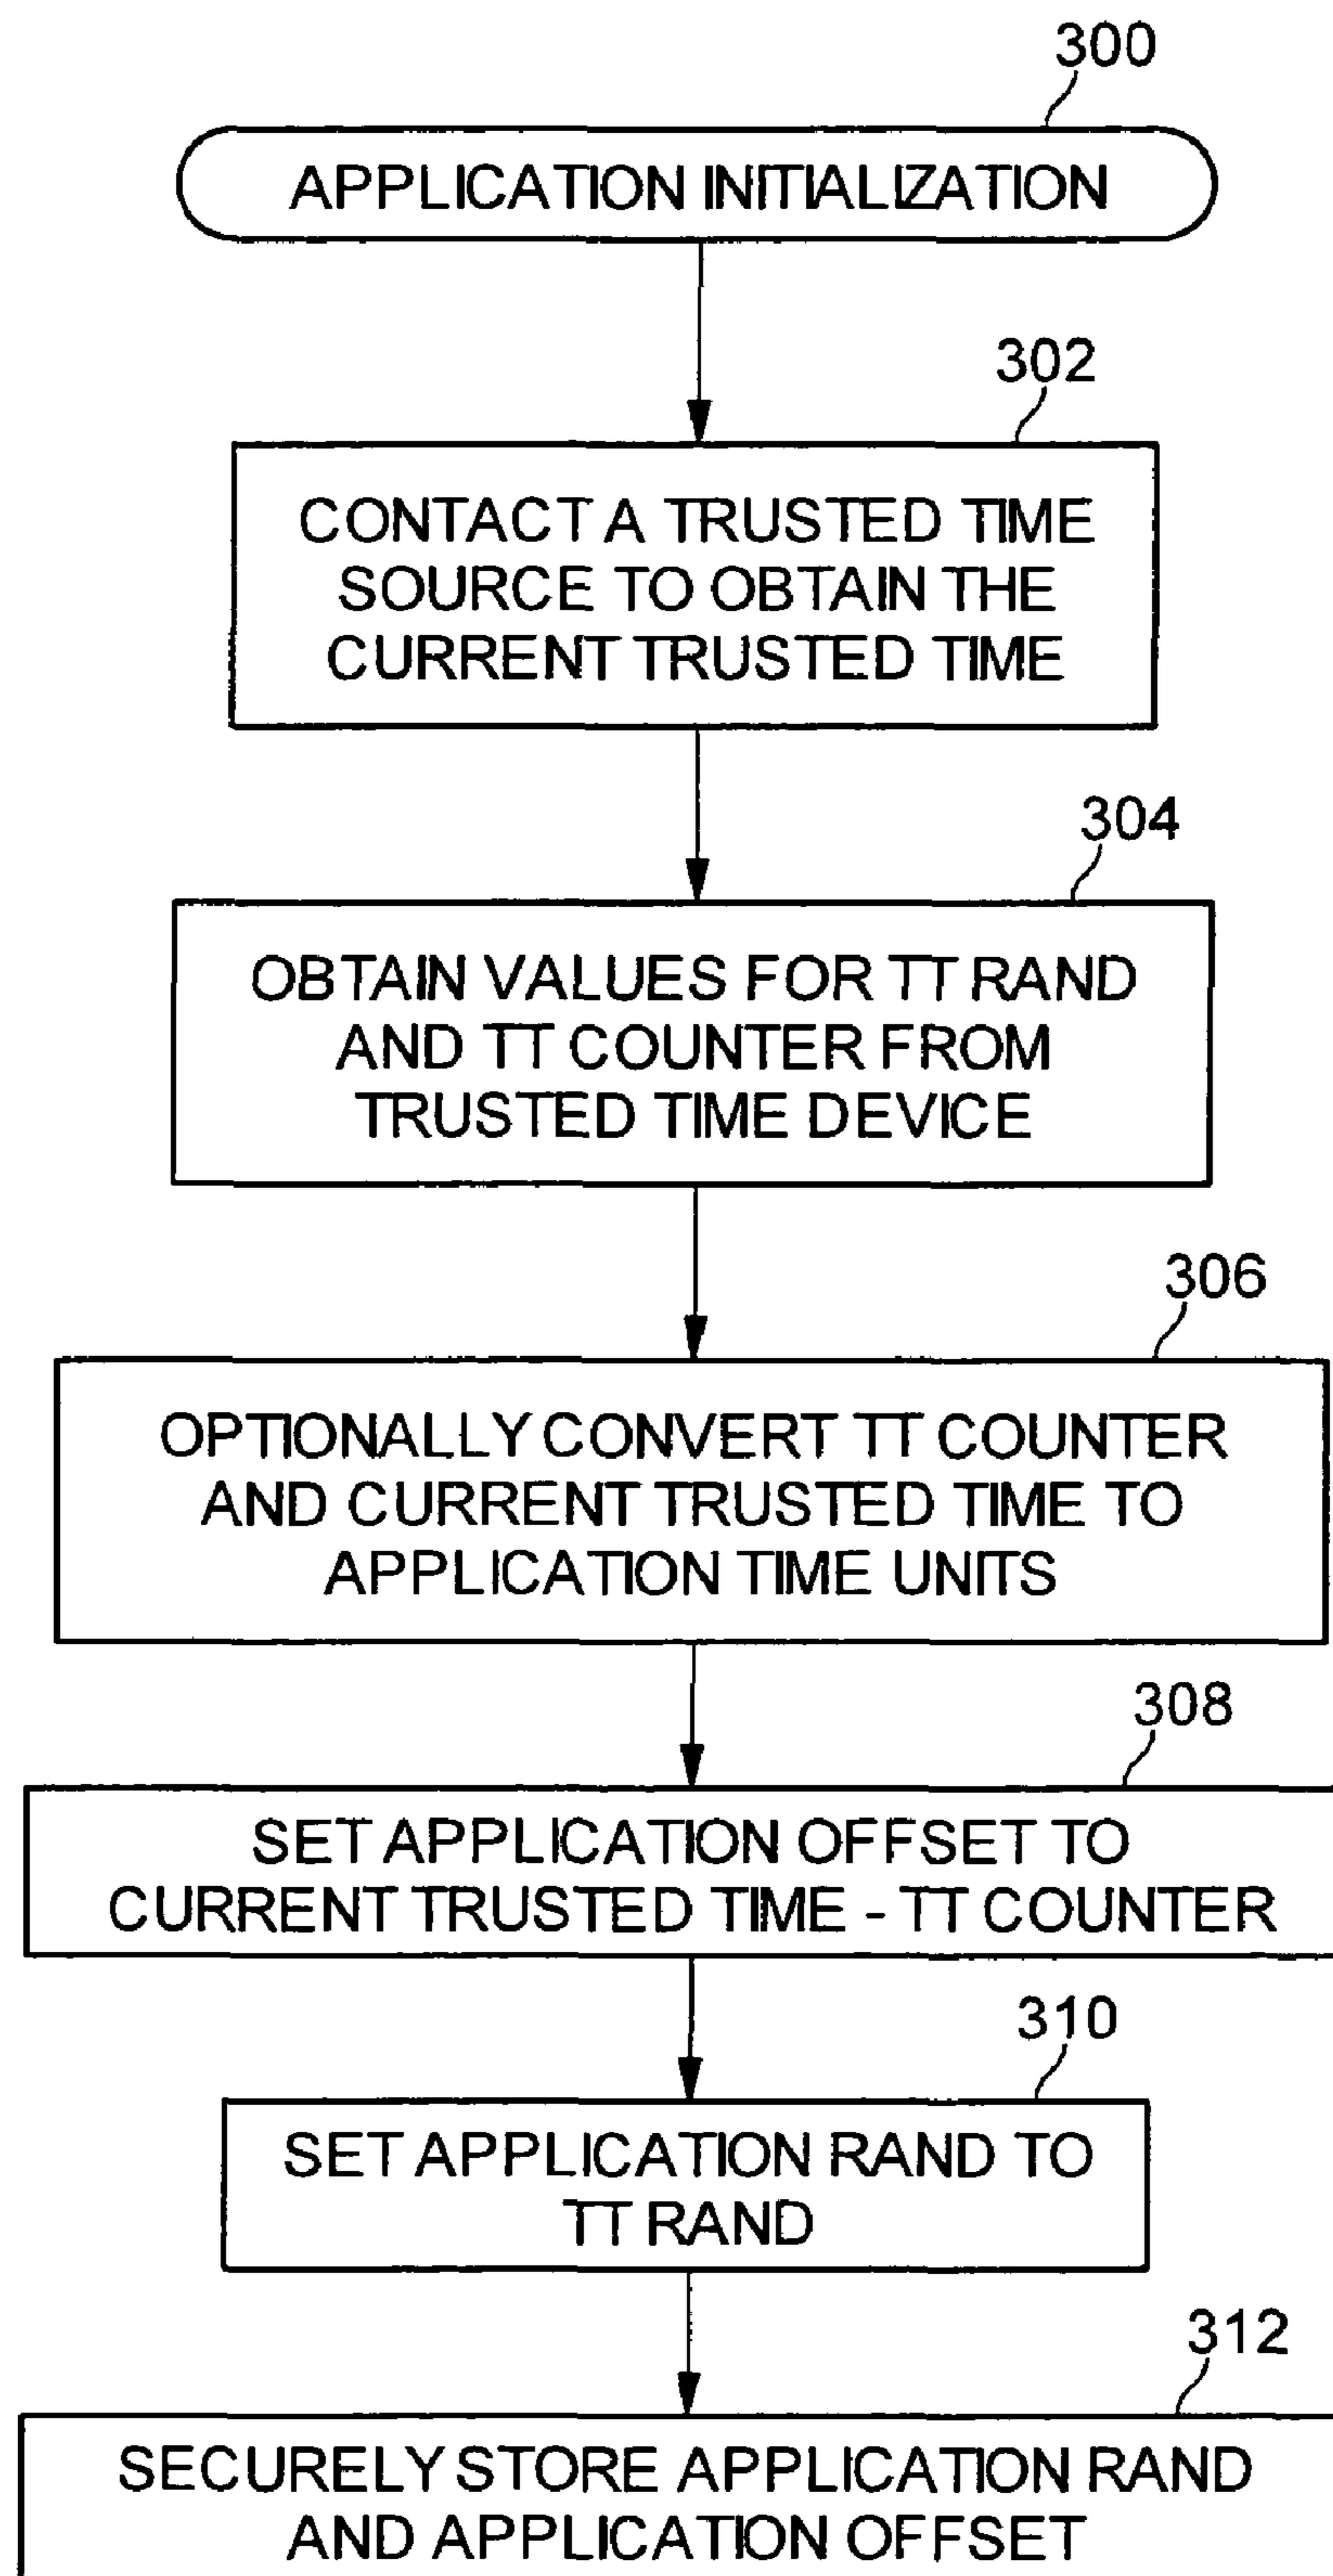 300
APPLICATION INITIALIZATION
302
CONTACT A TRUSTED TIME
SOURCE TO OBTAIN THE
CURRENT TRUSTED TIME
304
OBTAIN VALUES FOR TT RAND
AND TT COUNTER FROM
TRUSTED TIME DEVICE
306
OPTIONALLY CONVERT TT COUNTER
AND CURRENT TRUSTED TIME TO
APPLICATION TIME UNITS
308
SET APPLICATION OFFSET TO
CURRENT TRUSTED TIME - TT COUNTER
310
SET APPLICATION RAND TO
TT RAND
312
SECURELY STORE APPLICATION RAND
AND APPLICATION OFFSET